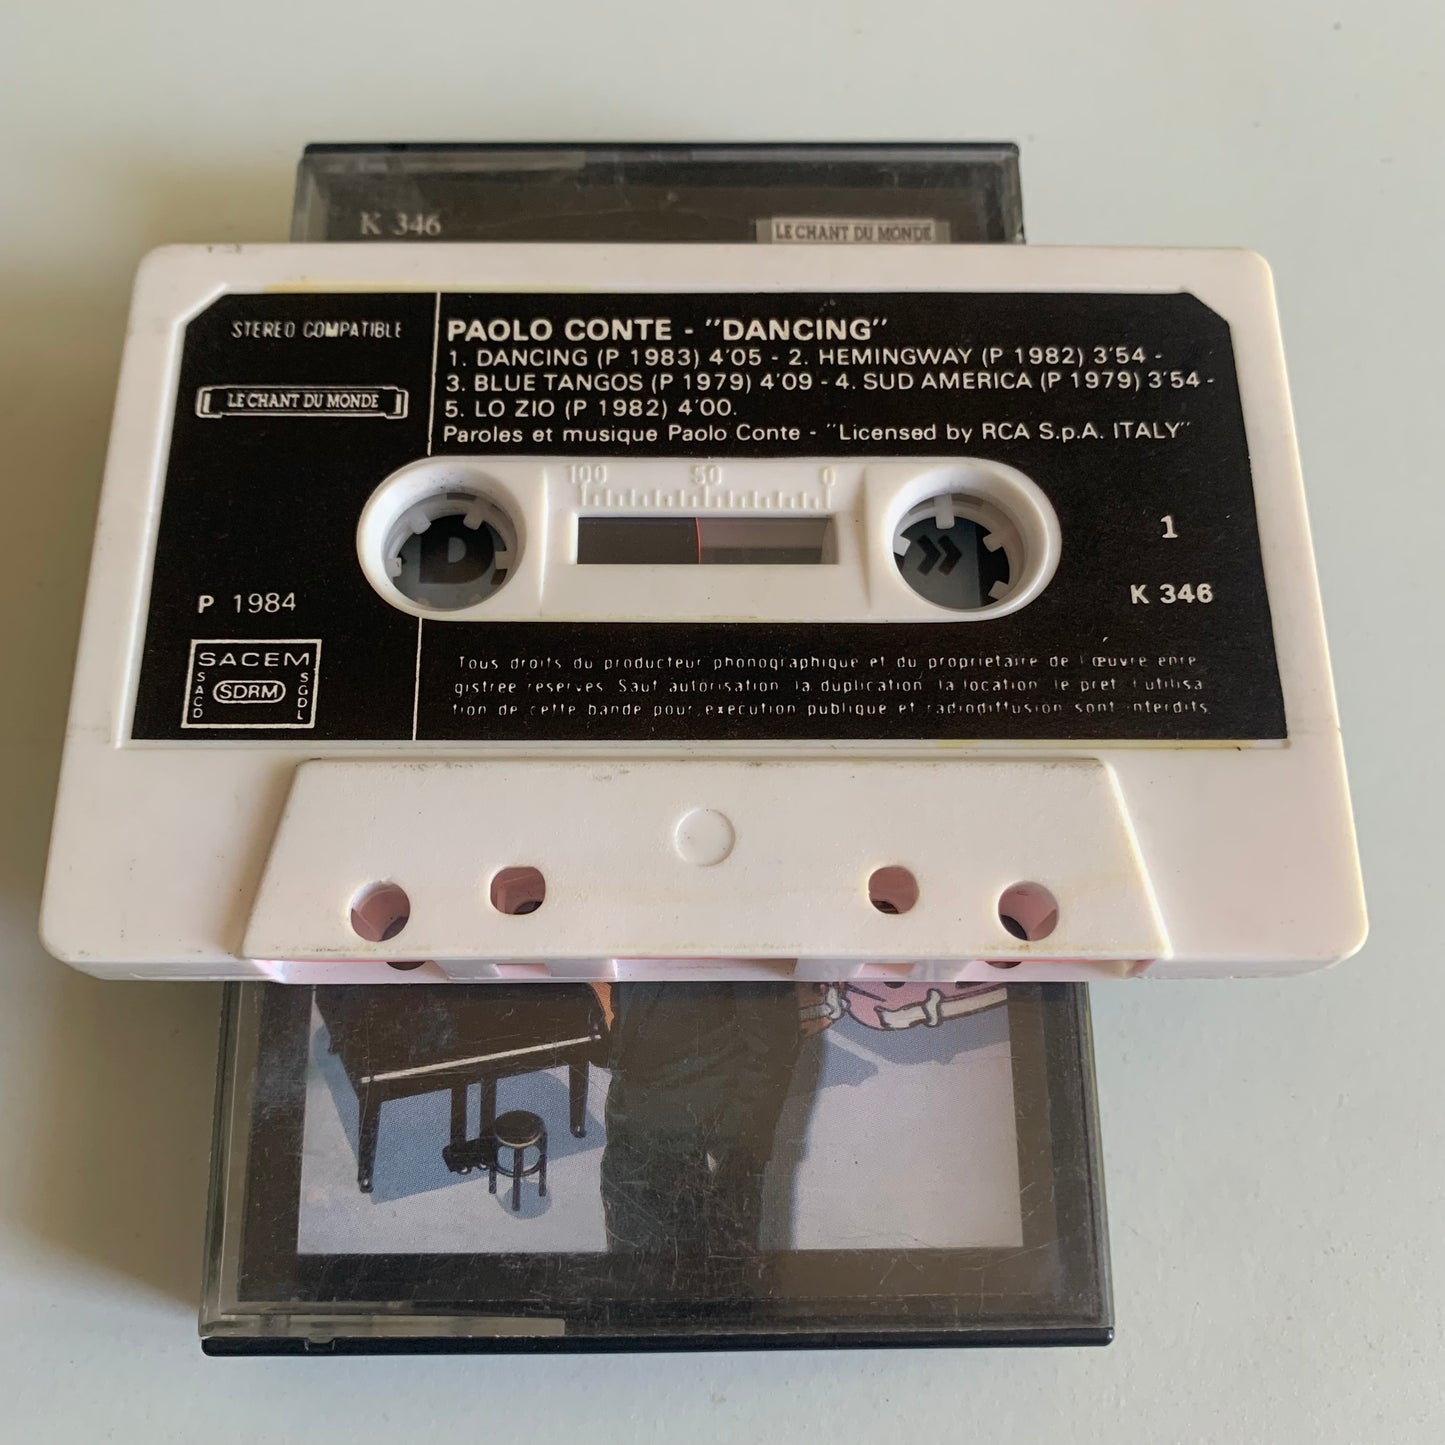 K 346
LE CHANT DU MONDE
STEREO COMPATIBLE
LE CHANT DU MONDE
P 1984
SACEM
SACD
SDRM
SGDL
PAOLO CONTE - "DANCING"
1. DANCING (P 1983) 4'05 - 2. HEMINGWAY (P 1982) 3'54 -
3. BLUE TANGOS (P 1979) 4'09 - 4. SUD AMERICA (P 1979) 3'54 -
5. LO ZIO (P 1982) 4'00.
Paroles et musique Paolo Conte - "Licensed by RCA S.p.A. ITALY"
100 50 0
D
»
1
K 346
Tous droits du producteur phonographique et du proprietaire de l'œuvre enre
gistree reserves. Sauf autorisation la duplication la location le pret l'utilisa
tion de cette bande pour execution publique et radiodiffusion sont interdits